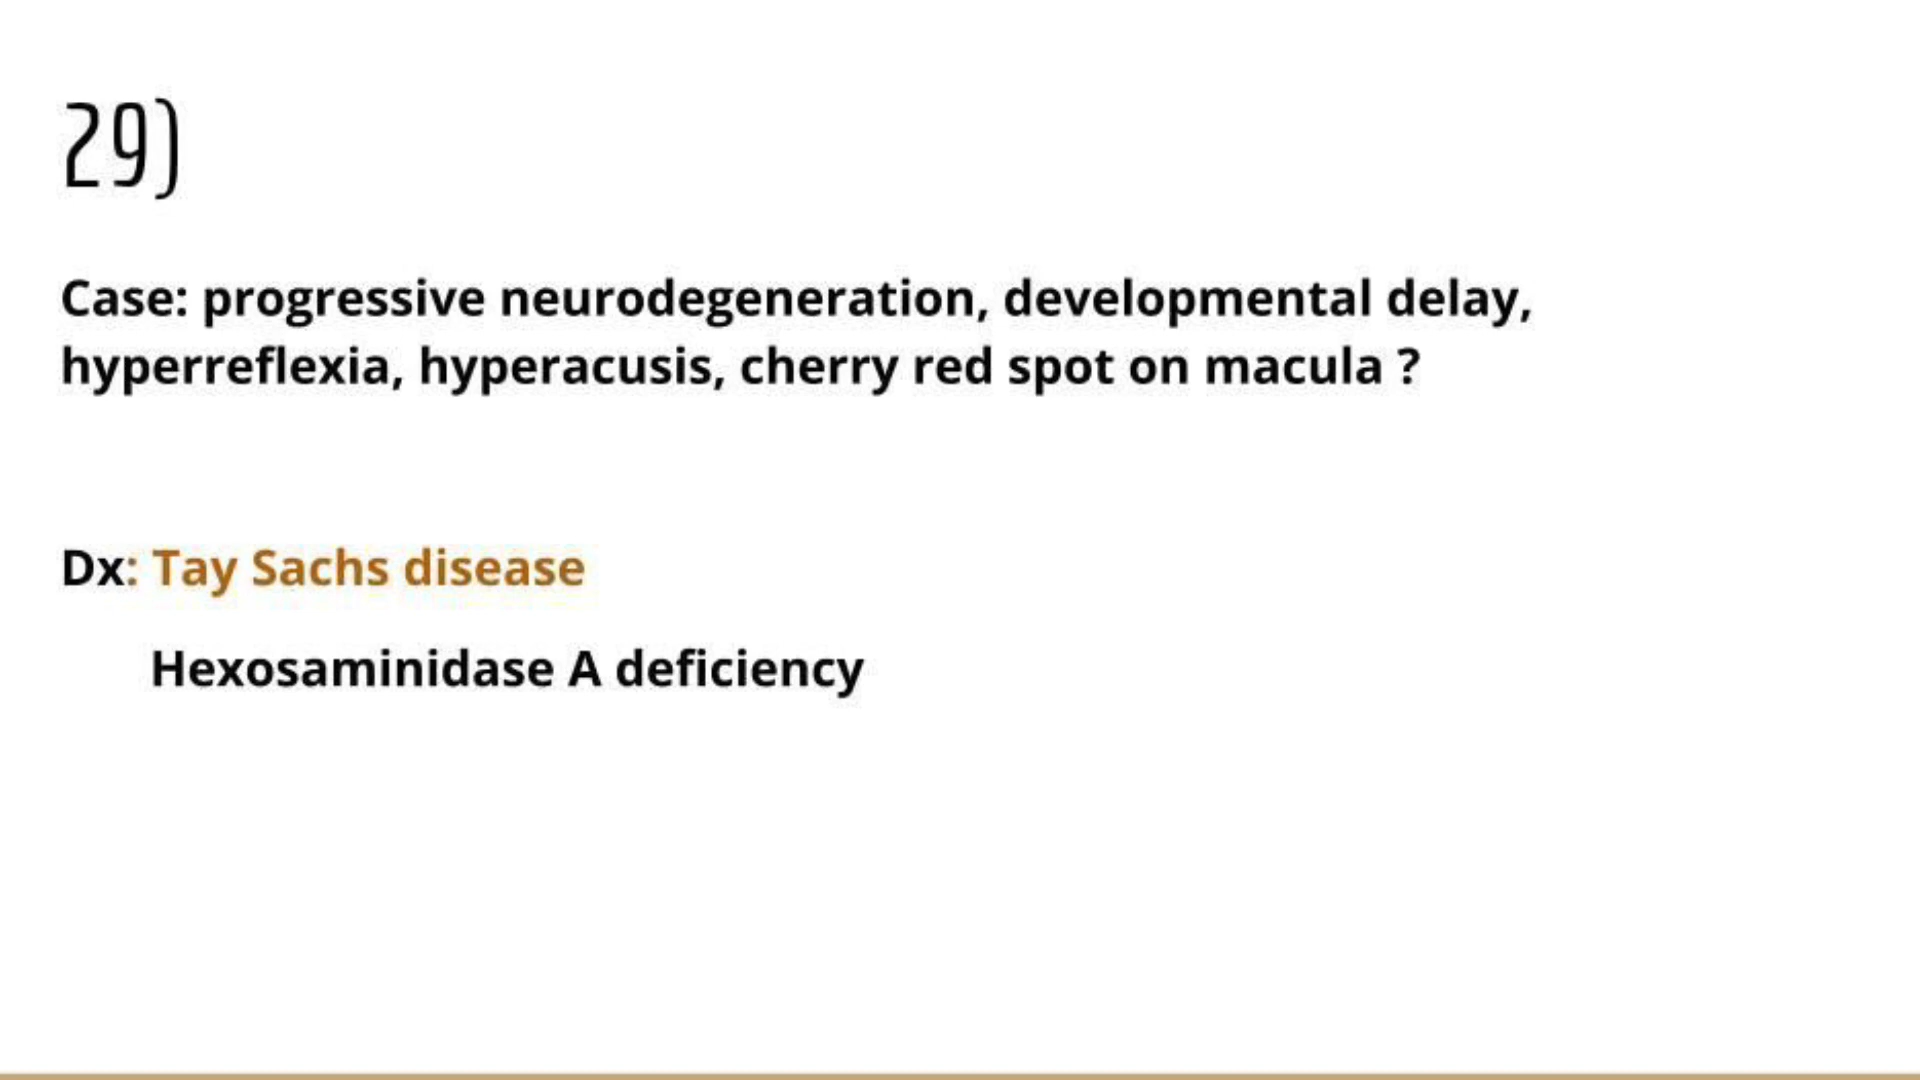 29)
Case: progressive neurodegeneration, developmental delay,
hyperreflexia, hyperacusis, cherry red spot on macula ?
Dx: Tay Sachs disease
Hexosaminidase A deficiency